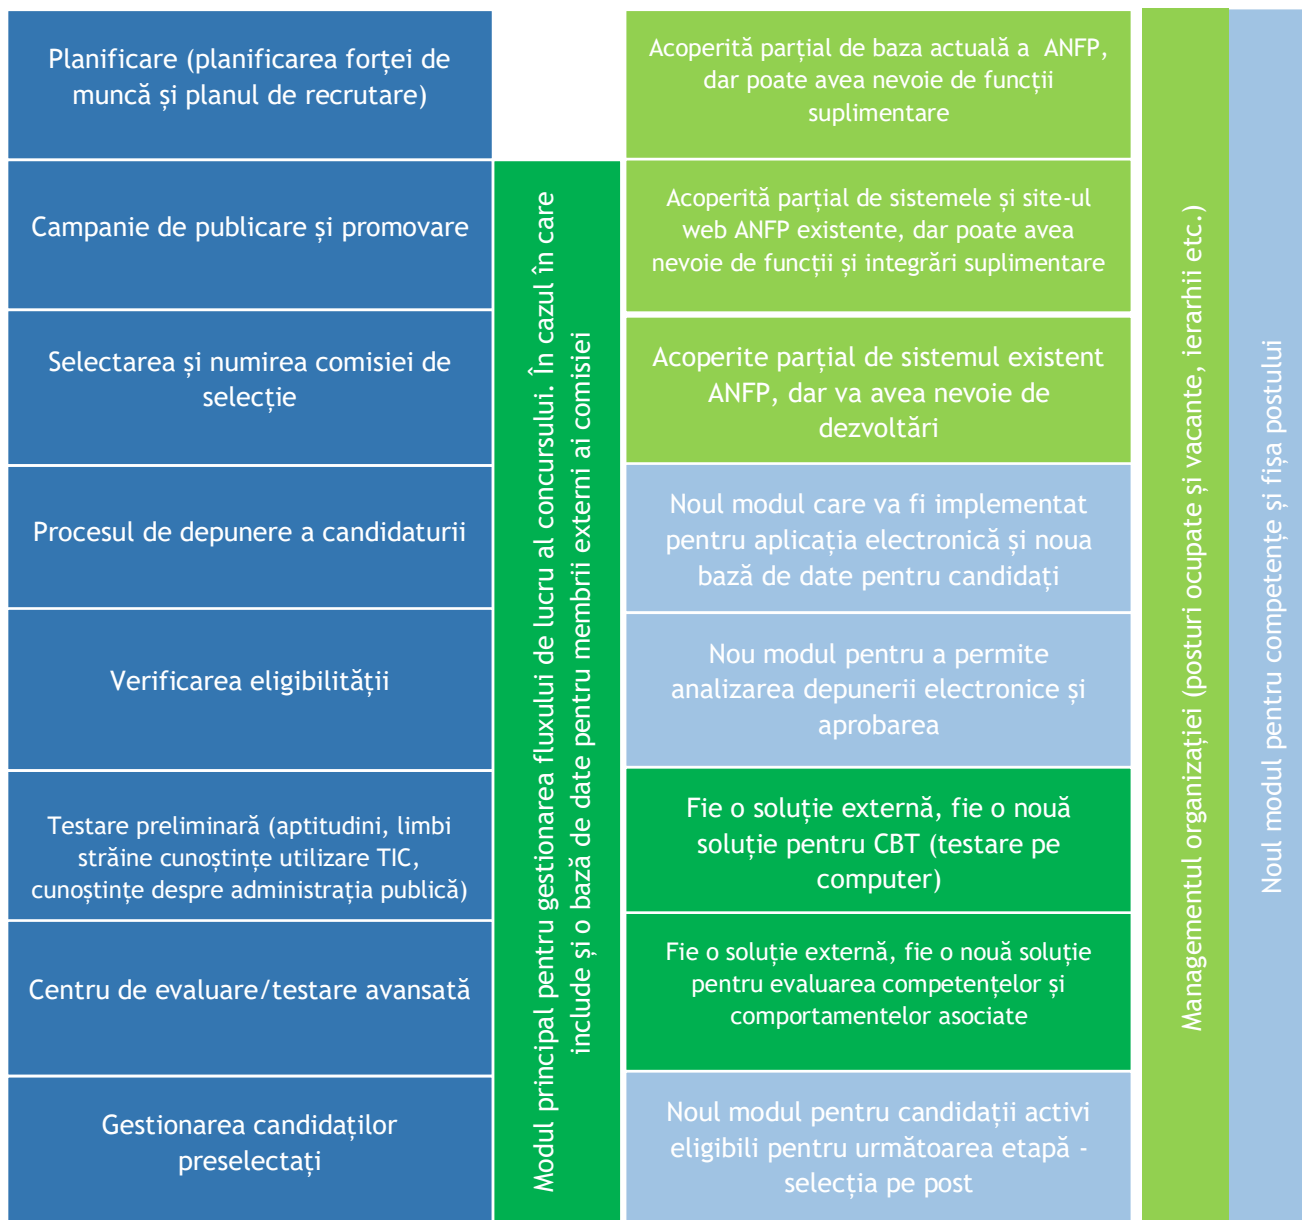 Planificare (planificarea forței de
muncă și planul de recrutare)
Acoperită parțial de baza actuală a ANFP,
dar poate avea nevoie de funcții
suplimentare
Campanie de publicare și promovare
Acoperită parțial de sistemele și site-ul
web ANFP existente, dar poate avea
nevoie de funcții și integrări suplimentare
Selectarea și numirea comisiei de
selecție
Acoperite parțial de sistemul existent
ANFP, dar va avea nevoie de
dezvoltări
Procesul de depunere a candidaturii
Noul modul care va fi implementat
pentru aplicația electronică și noua
bază de date pentru candidați
Verificarea eligibilității
Nou modul pentru a permite
analizarea depunerii electronice și
aprobarea
Testare preliminară (aptitudini, limbi
străine cunoștințe utilizare TIC,
cunoștințe despre administrația publică)
Fie o soluție externă, fie o nouă
soluție pentru CBT (testare pe
computer)
Centru de evaluare/testare avansată
Fie o soluție externă, fie o nouă soluție
pentru evaluarea competențelor și
comportamentelor asociate
Gestionarea candidaților
preselectați
Noul modul pentru candidații activi
eligibili pentru următoarea etapă -
selecția pe post
Modul principal pentru gestionarea fluxului de lucru al concursului. În cazul în care
include și o bază de date pentru membrii externi ai comisiei
Managementul organizației (posturi ocupate și vacante, ierarhii etc.)
Noul modul pentru competențe și fișa postului